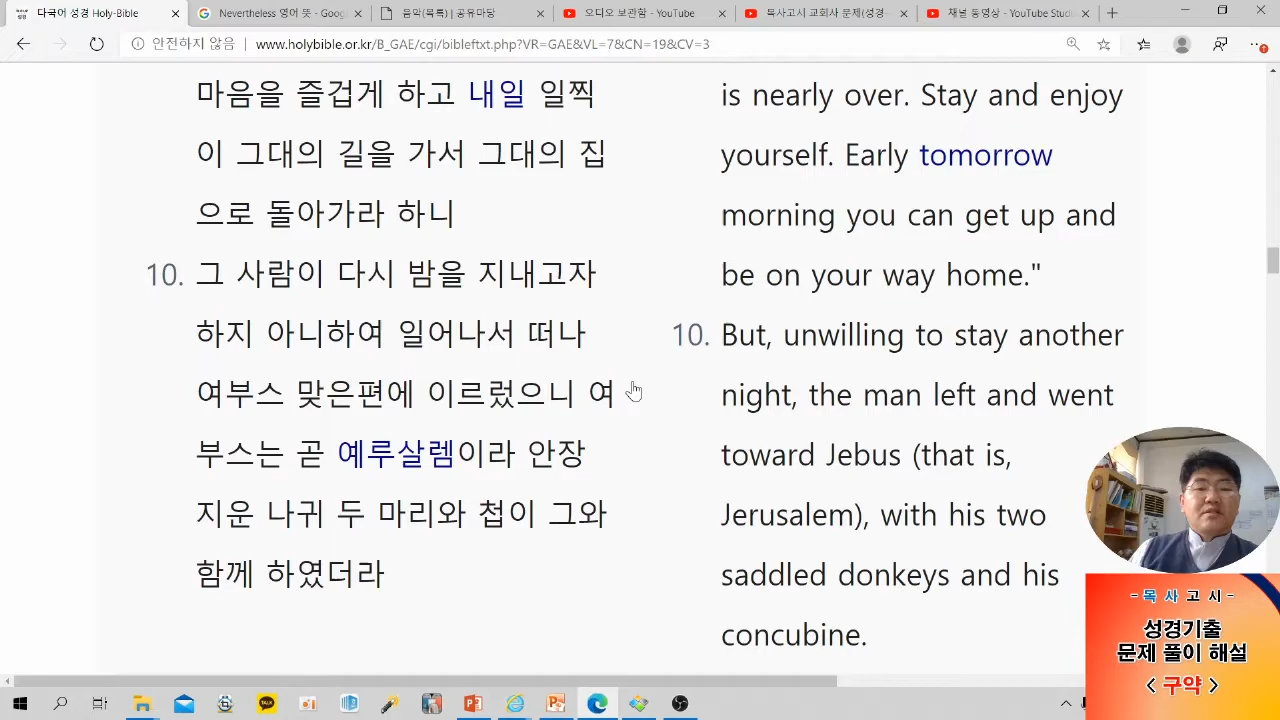 다국어 성경 Holy-Bible
Nevertheless 영어 뜻 - Goo
음악(목록) | 공유마당
오디오 보관함 - YouTube
목사고시 교회사 문제(성경
채널 동영상 - YouTube Stud
안전하지 않음
www.holybible.or.kr/B_GAE/cgi/bibleftxt.php?VR=GAE&VL=7&CN=19&CV=3
마음을 즐겁게 하고 내일 일찍
이 그대의 길을 가서 그대의 집
으로 돌아가라 하니
10. 그 사람이 다시 밤을 지내고자
하지 아니하여 일어나서 떠나
여부스 맞은편에 이르렀으니 여
부스는 곧 예루살렘이라 안장
지운 나귀 두 마리와 첩이 그와
함께 하였더라
is nearly over. Stay and enjoy
yourself. Early tomorrow
morning you can get up and
be on your way home."
10. But, unwilling to stay another
night, the man left and went
toward Jebus (that is,
Jerusalem), with his two
saddled donkeys and his
concubine.
- 목 사 고 시 -
성경기출
문제 풀이 해설
< 구약 >
TALK